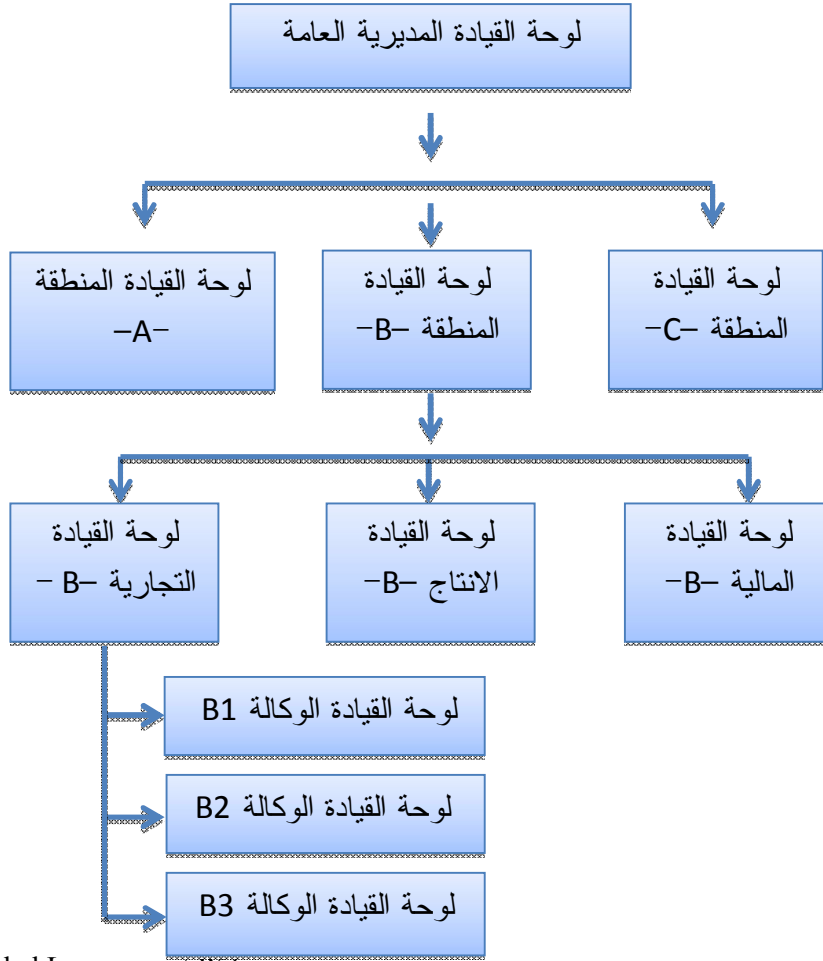 لوحة القيادة المديرية العامة
لوحة القيادة
المنطقة –C-
لوحة القيادة
المنطقة –B-
لوحة القيادة المنطقة
–A-
لوحة القيادة
المالية –B-
لوحة القيادة
الانتاج –B-
لوحة القيادة
التجارية –B -
لوحة القيادة الوكالة B1
لوحة القيادة الوكالة B2
لوحة القيادة الوكالة B3